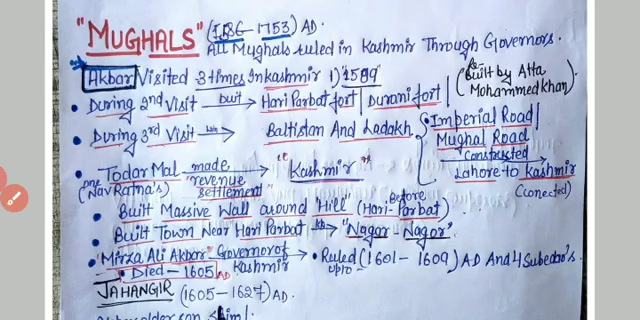 "MUGHALS" (1586-1753) AD.
All Mughals ruled in Kashmir Through Governors.
Akbar Visited 3 times In kashmir 1) "1589"
• During 2nd Visit built → Hari Parbat fort | Durani fort | (Re-Built by Atta Mohammed Khan)
• During 3rd Visit → Baltistan And Ladakh
• Imperial Road |
Mughal Road
Constructed
Lahore to Kashmir
(Conected)
• Todar Mal made → "Kashmir"
(one NavRatna's) "revenue settlement"
• Built Massive Wall around 'Hill' (Hari-Parbat) Before
• Built Town Near Hari Parbat → "Nagar-Nagor".
• Mirza Ali Akbar Governor of Kashmir → • Ruled upto (1601-1609) AD And 4 Subedar's.
• Died - 1605 AD
JAHANGIR (1605-1627) AD.